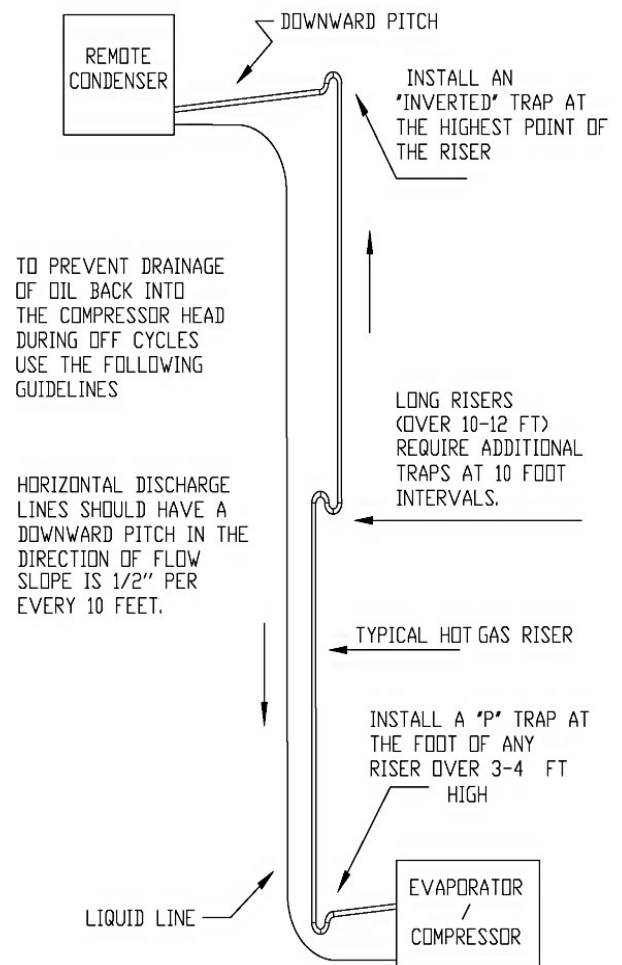 DOWNWARD PITCH
REMOTE
CONDENSER
INSTALL AN
"INVERTED" TRAP AT
THE HIGHEST POINT OF
THE RISER
TO PREVENT DRAINAGE
OF OIL BACK INTO
THE COMPRESSOR HEAD
DURING OFF CYCLES
USE THE FOLLOWING
GUIDELINES
LONG RISERS
(OVER 10-12 FT)
REQUIRE ADDITIONAL
TRAPS AT 10 FOOT
INTERVALS.
HORIZONTAL DISCHARGE
LINES SHOULD HAVE A
DOWNWARD PITCH IN THE
DIRECTION OF FLOW
SLOPE IS 1/2" PER
EVERY 10 FEET.
TYPICAL HOT GAS RISER
INSTALL A "P" TRAP AT
THE FOOT OF ANY
RISER OVER 3-4 FT
HIGH
LIQUID LINE
EVAPORATOR
/
COMPRESSOR